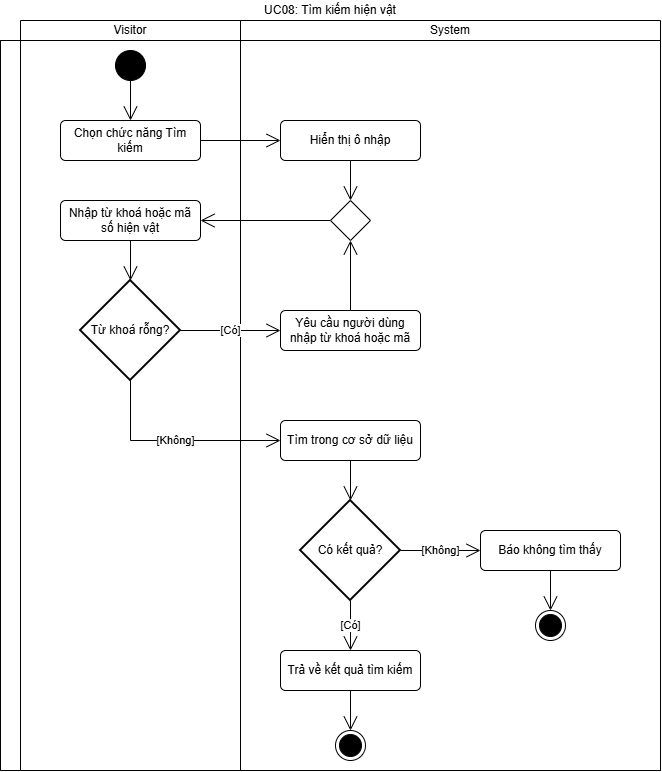 UC08: Tìm kiếm hiện vật
Visitor
System
Chọn chức năng Tìm
kiếm
Hiển thị ô nhập
Nhập từ khoá hoặc mã
số hiện vật
Từ khoá rỗng?
[Có]
Yêu cầu người dùng
nhập từ khoá hoặc mã
[Không]
Tìm trong cơ sở dữ liệu
Có kết quả?
[Không]
Báo không tìm thấy
[Có]
Trả về kết quả tìm kiếm